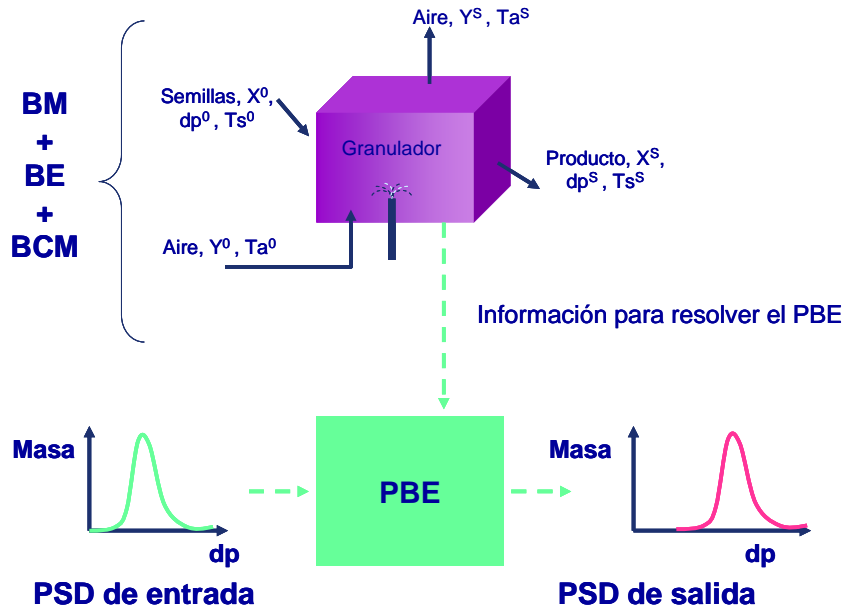 Aire, Y^S, Ta^S
BM
+
BE
+
BCM
Semillas, X^0,
dp^0, Ts^0
Granulador
Producto, X^S,
dp^S, Ts^S
Aire, Y^0, Ta^0
Información para resolver el PBE
Masa
dp
PSD de entrada
PBE
Masa
dp
PSD de salida